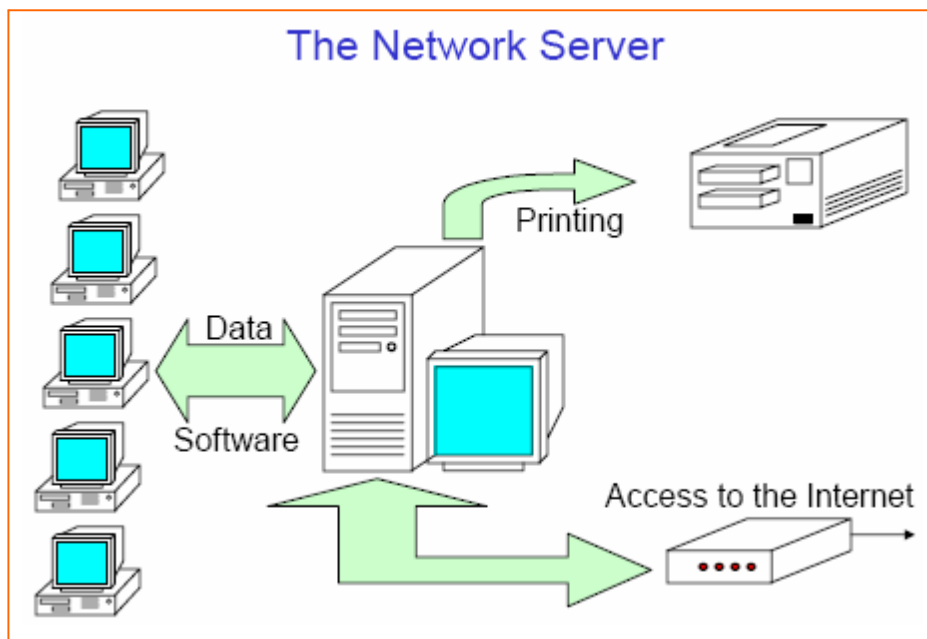 The Network Server
Printing
Data
Software
Access to the Internet